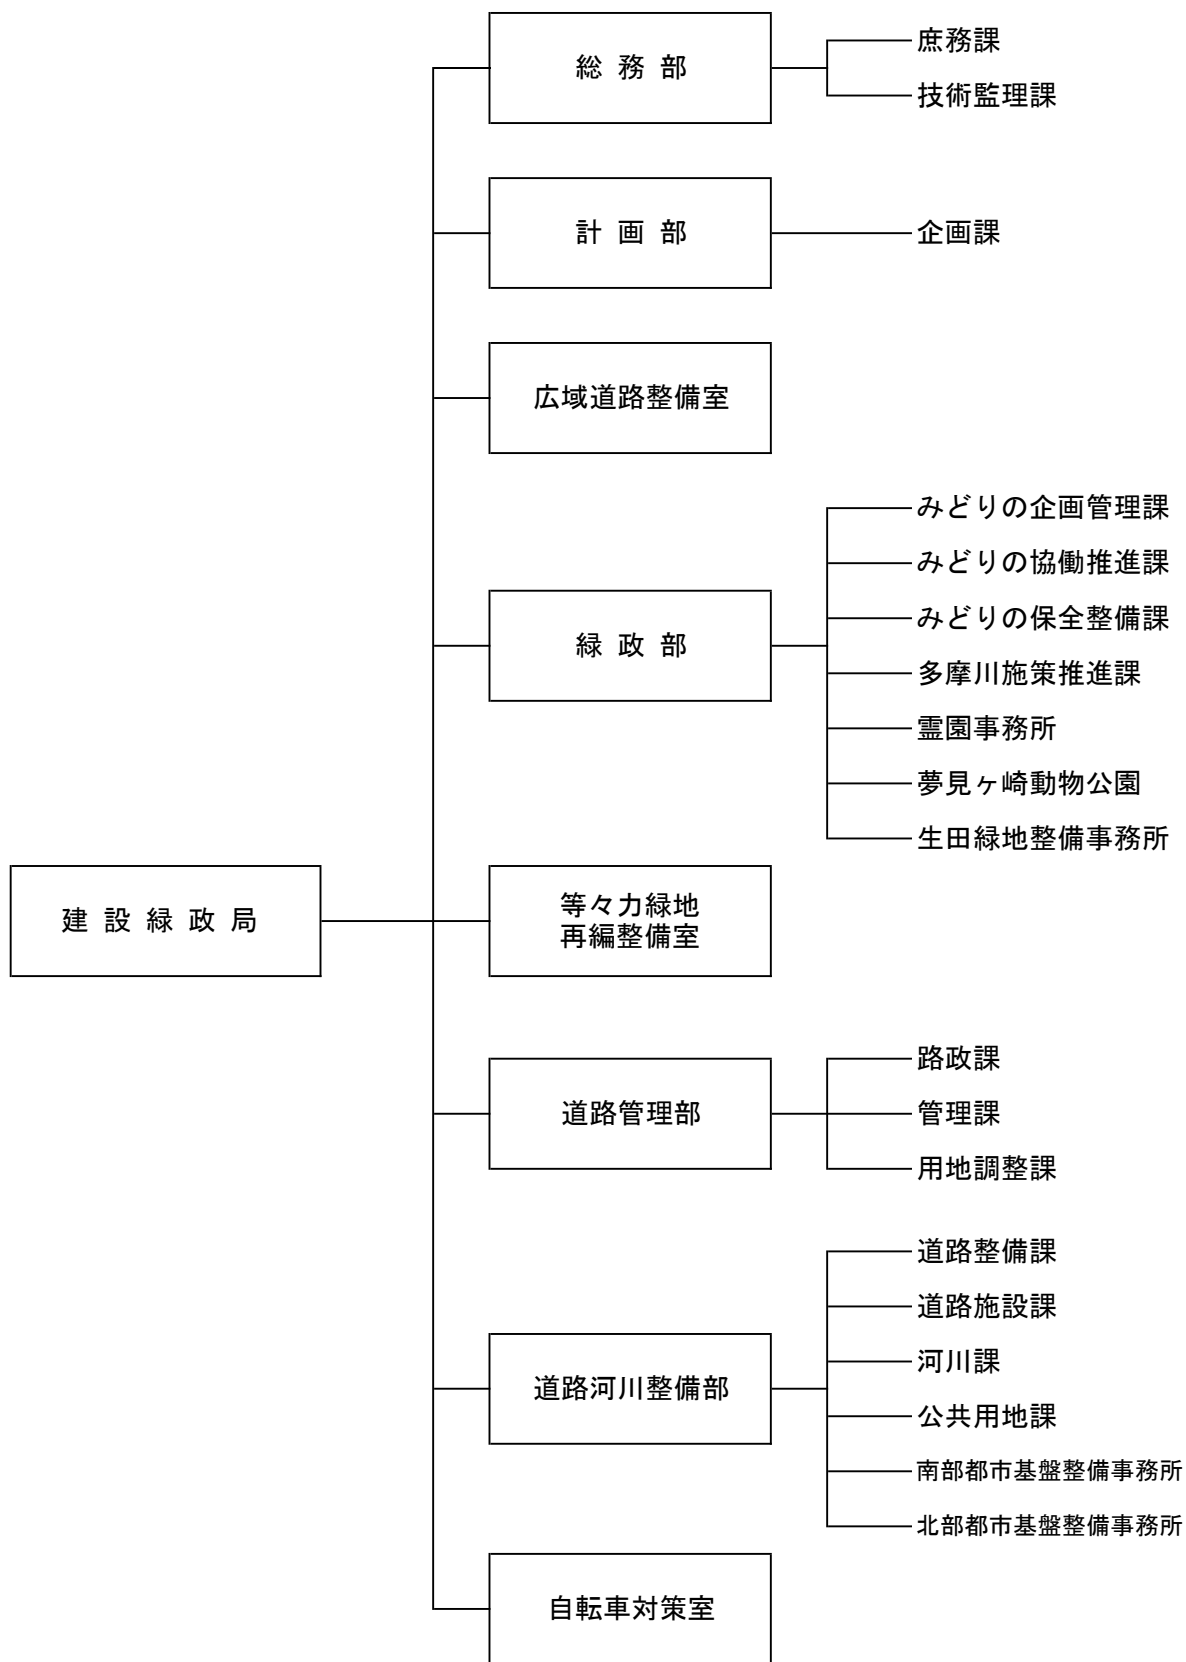 総務部
庶務課
技術監理課
計画部
企画課
広域道路整備室
緑政部
みどりの企画管理課
みどりの協働推進課
みどりの保全整備課
多摩川施策推進課
霊園事務所
夢見ヶ崎動物公園
生田緑地整備事務所
建設緑政局
等々力緑地
再編整備室
道路管理部
路政課
管理課
用地調整課
道路河川整備部
道路整備課
道路施設課
河川課
公共用地課
南部都市基盤整備事務所
北部都市基盤整備事務所
自転車対策室